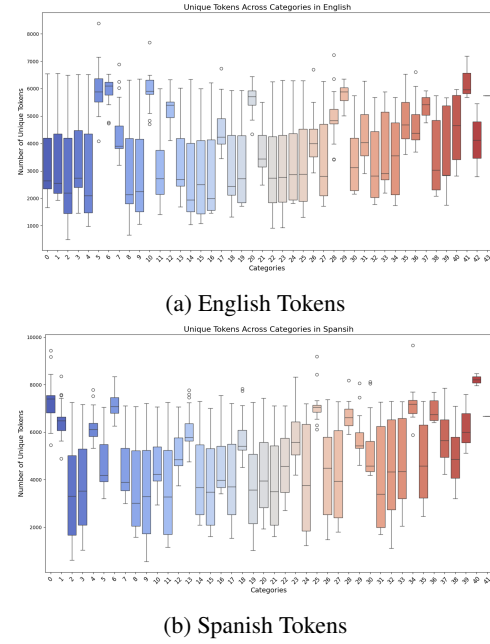 Unique Tokens Across Categories in English
Number of Unique Tokens
8000
7000
6000
5000
4000
3000
2000
1000
0 1 2 3 4 5 6 7 8 9 10 11 12 13 14 15 16 17 18 19 20 21 22 23 24 25 26 27 28 29 30 31 32 33 34 35 36 37 38 39 40 41 42 43
Categories
(a) English Tokens
Unique Tokens Across Categories in Spansih
Number of Unique Tokens
10000
8000
6000
4000
2000
0 1 2 3 4 5 6 7 8 9 10 11 12 13 14 15 16 17 18 19 20 21 22 23 24 25 26 27 28 29 30 31 32 33 34 35 36 37 38 39 40 41
Categories
(b) Spanish Tokens